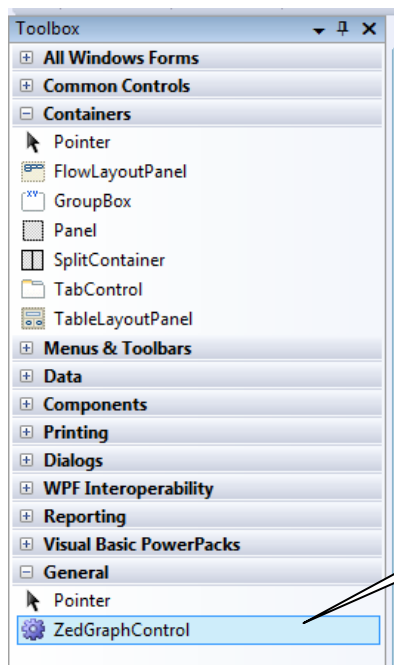 Toolbox
All Windows Forms
Common Controls
Containers
Pointer
FlowLayoutPanel
GroupBox
Panel
SplitContainer
TabControl
TableLayoutPanel
Menus & Toolbars
Data
Components
Printing
Dialogs
WPF Interoperability
Reporting
Visual Basic PowerPacks
General
Pointer
ZedGraphControl